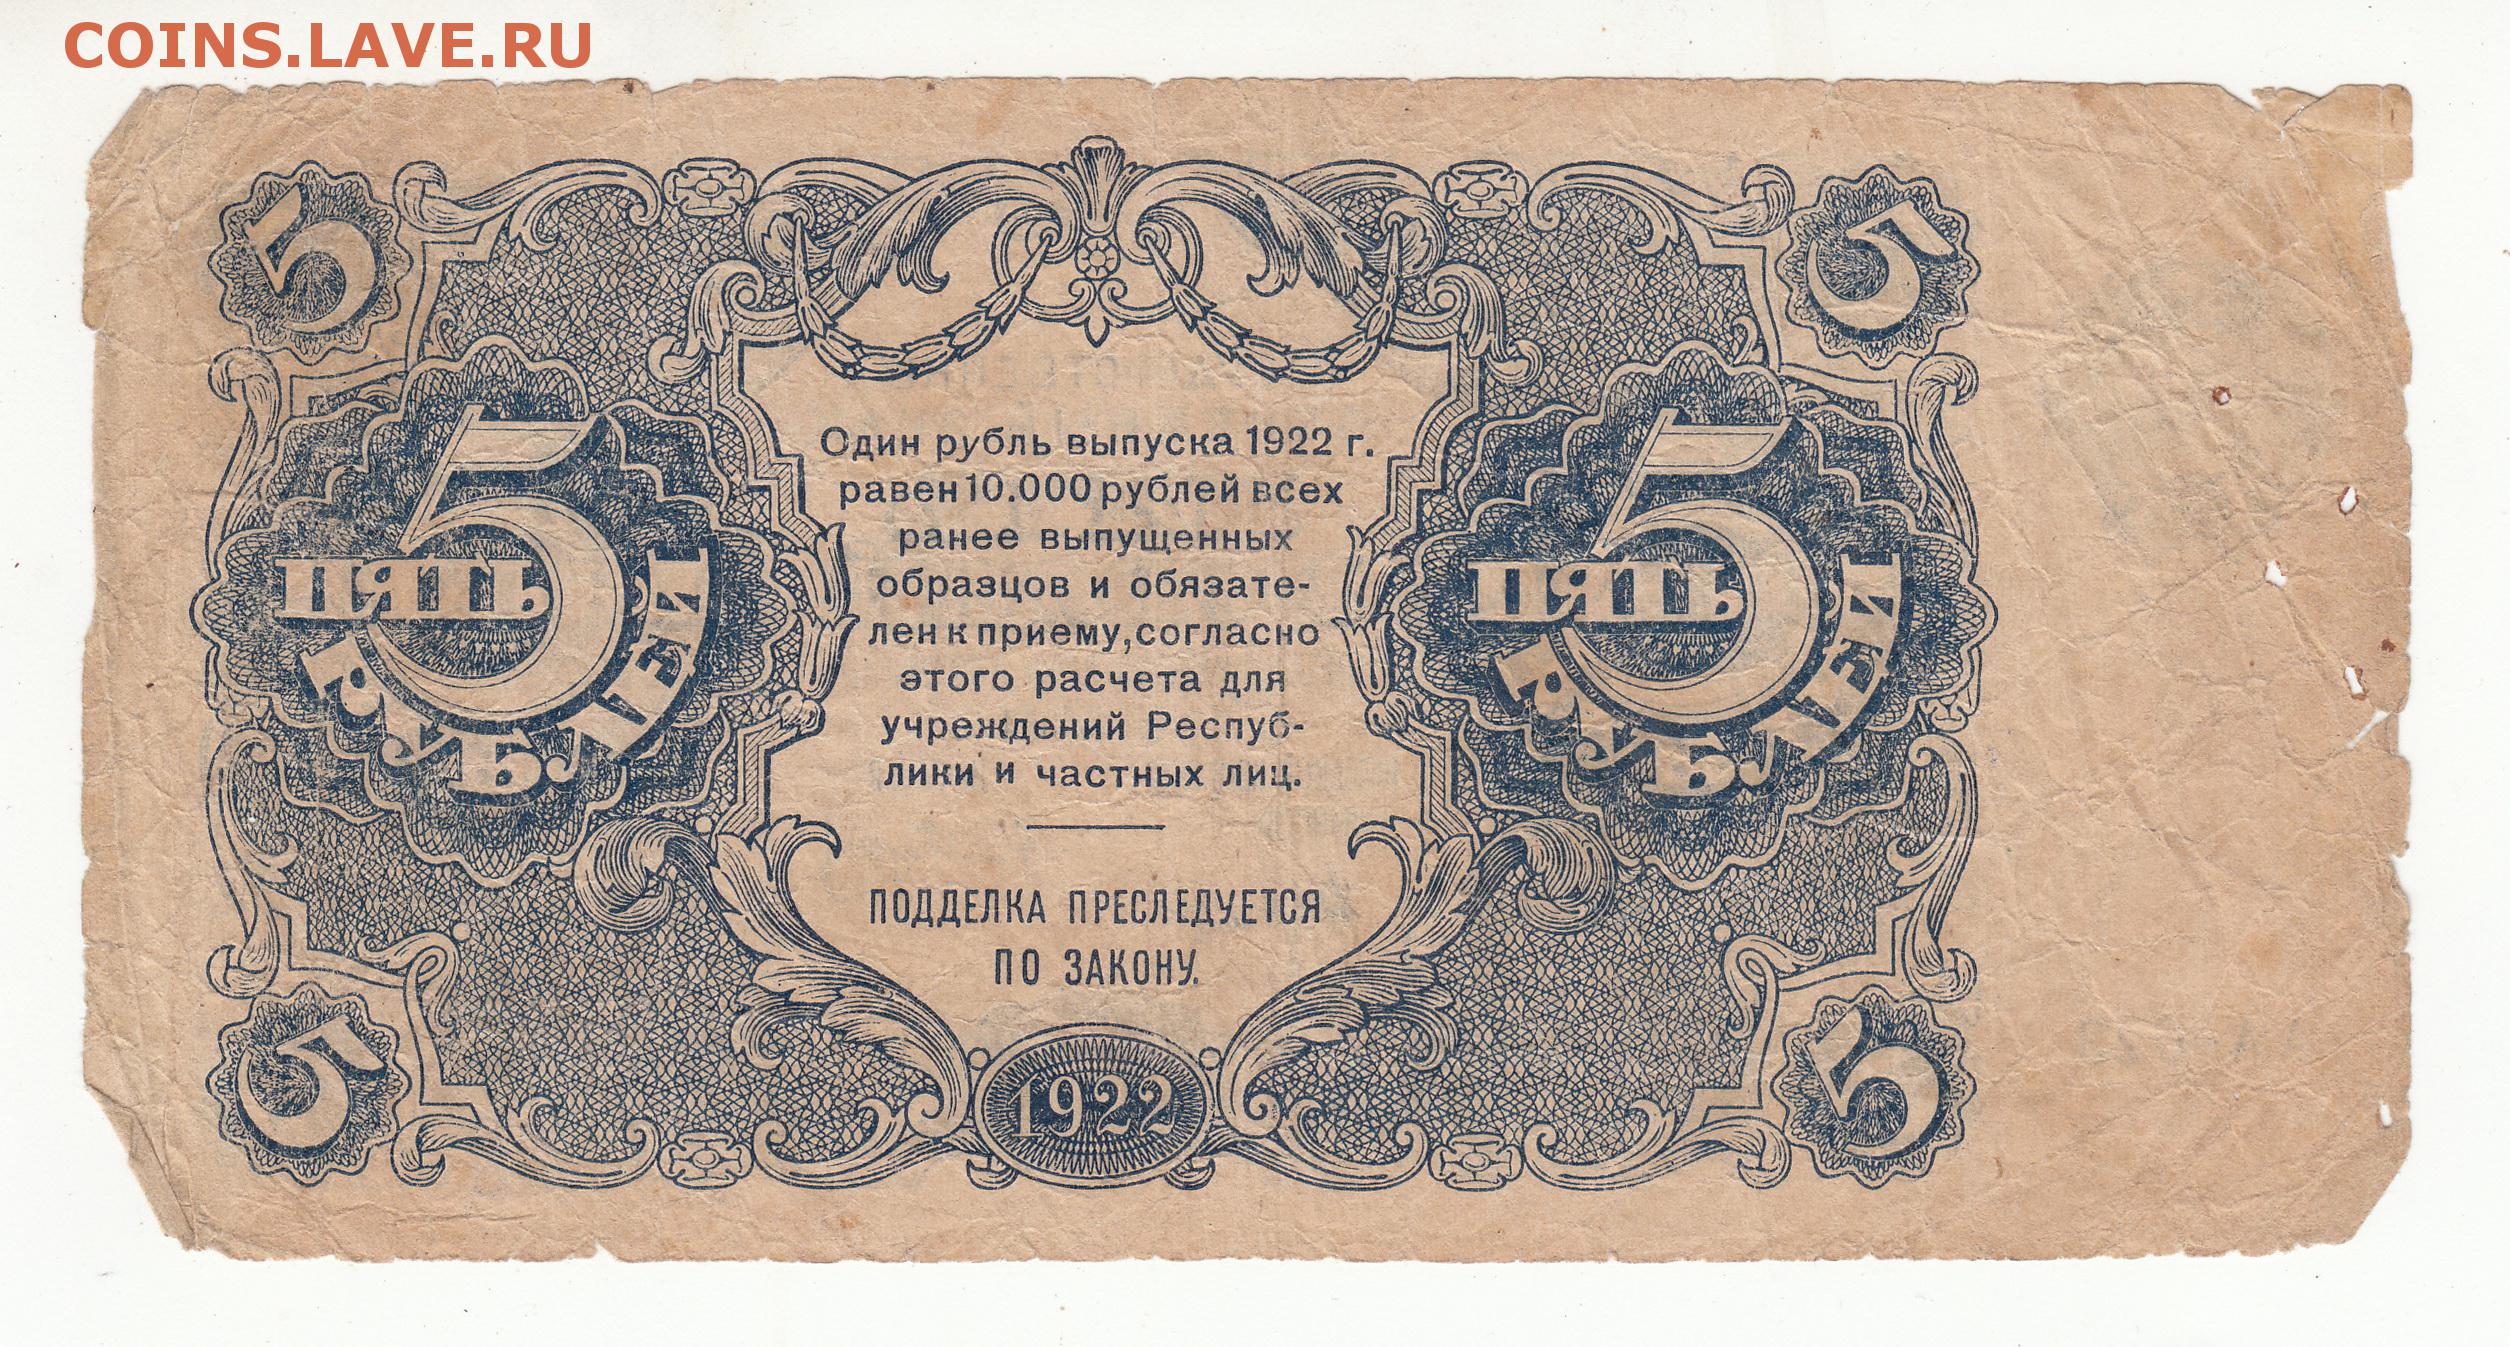 COINS.LAVE.RU
5
5
5 ПЯТЬ РУБЛЕЙ
Один рубль выпуска 1922 г.
равен 10.000 рублей всех
ранее выпущенных
образцов и обязате-
лен к приему, согласно
этого расчета для
учреждений Респуб-
лики и частных лиц.
5 ПЯТЬ РУБЛЕЙ
ПОДДЕЛКА ПРЕСЛЕДУЕТСЯ
ПО ЗАКОНУ.
5
1922
5